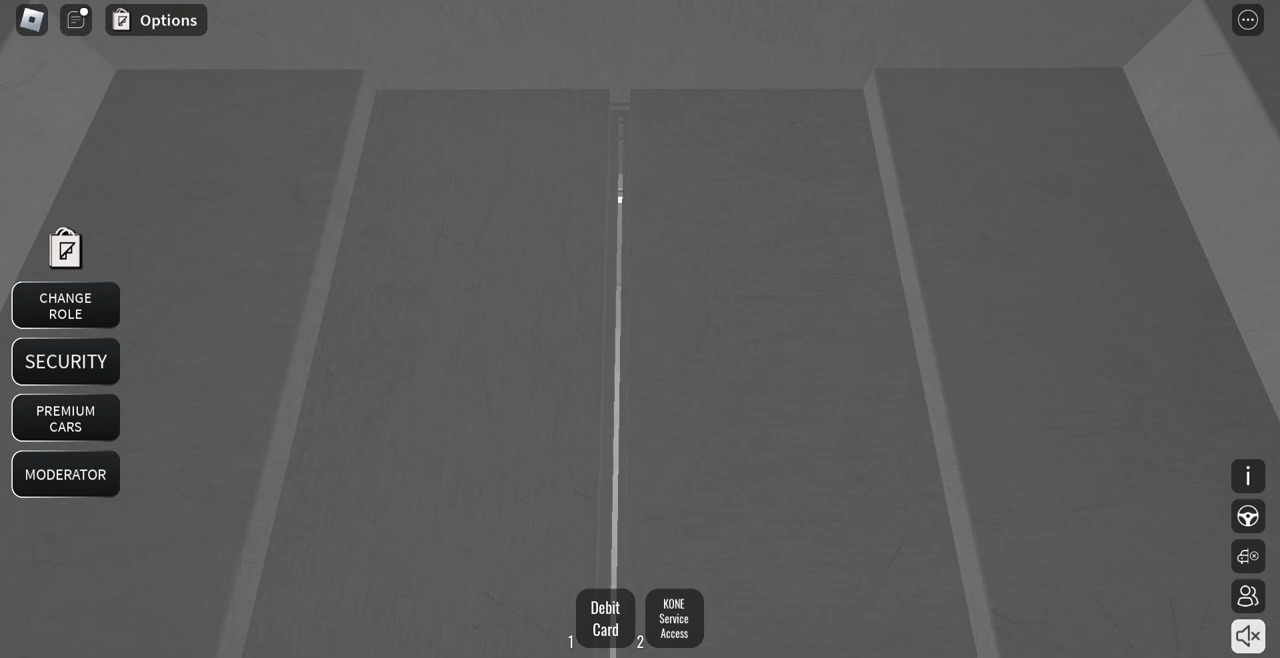 Options
CHANGE
ROLE
SECURITY
PREMIUM
CARS
MODERATOR
i
Debit
Card
1
KONE
Service
Access
2